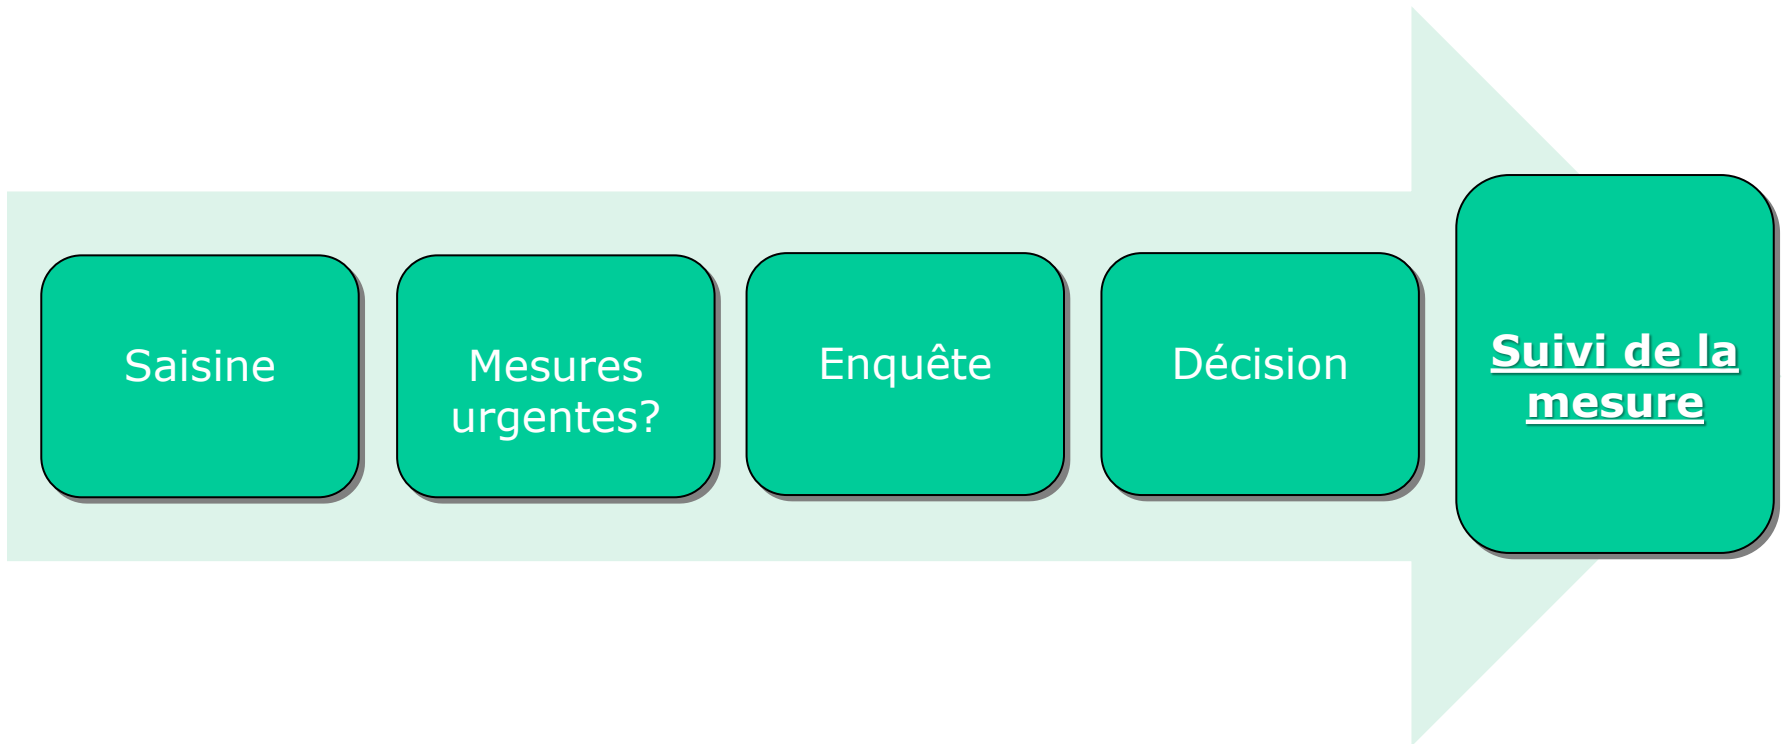 Saisine
Mesures
urgentes?
Enquête
Décision
Suivi de la
mesure